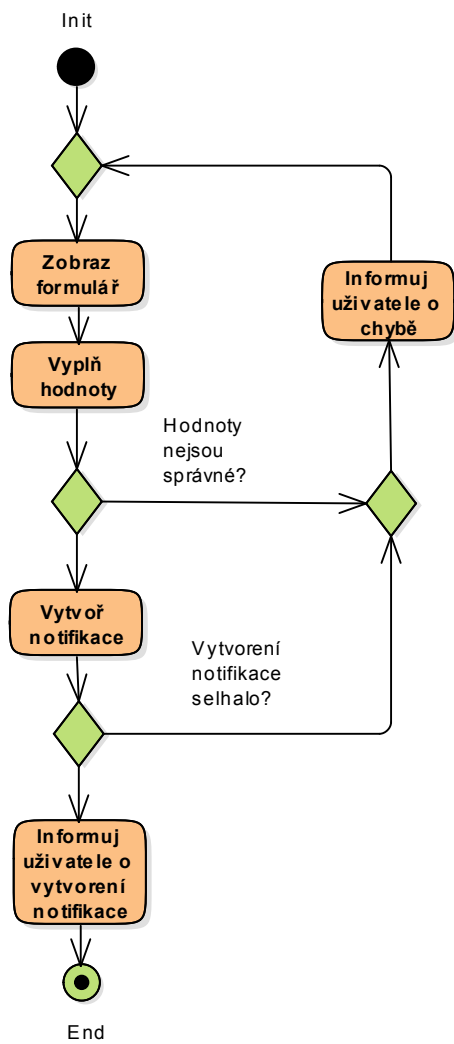 Init
Zobraz
formulář
Informuj
uživatele o
chybě
Vyplň
hodnoty
Hodnoty
nejsou
správné?
Vytvoř
notifikace
Vytvorení
notifikace
selhalo?
Informuj
uživatele o
vytvorení
notifikace
End